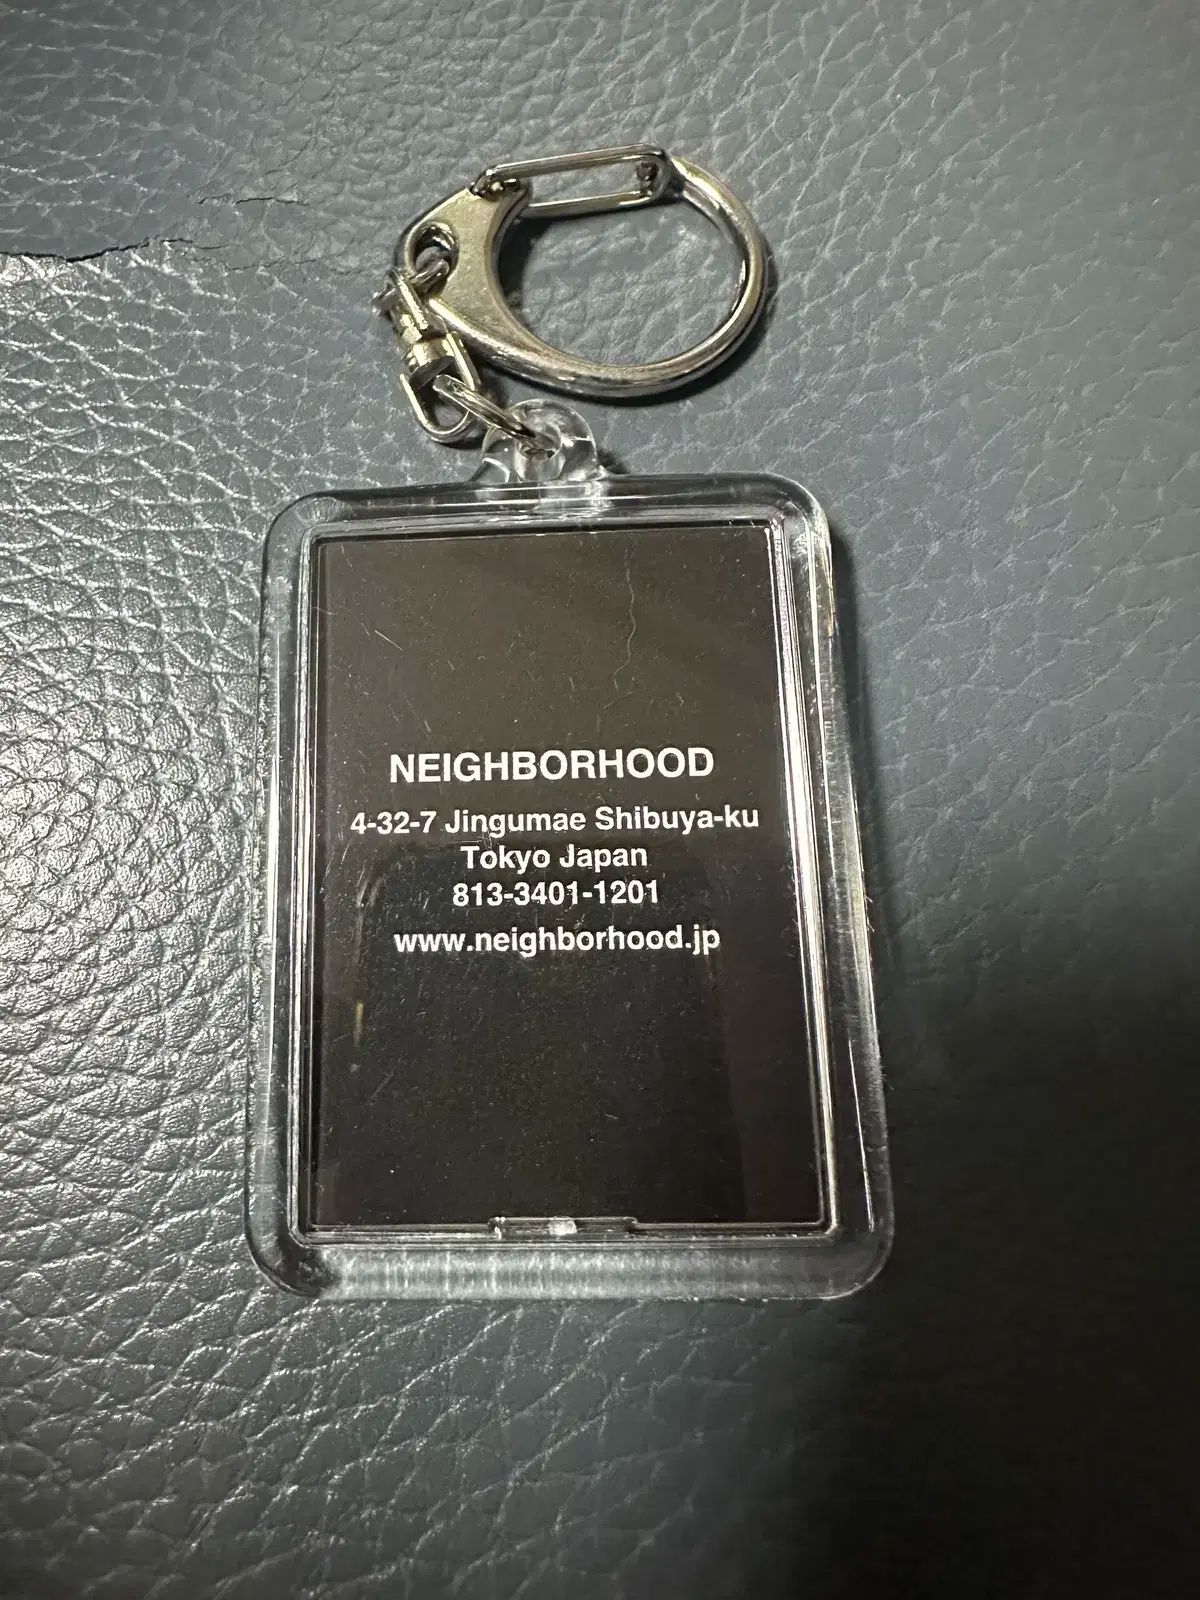 NEIGHBORHOOD
4-32-7 Jingumae Shibuya-ku
Tokyo Japan
813-3401-1201
www.neighborhood.jp